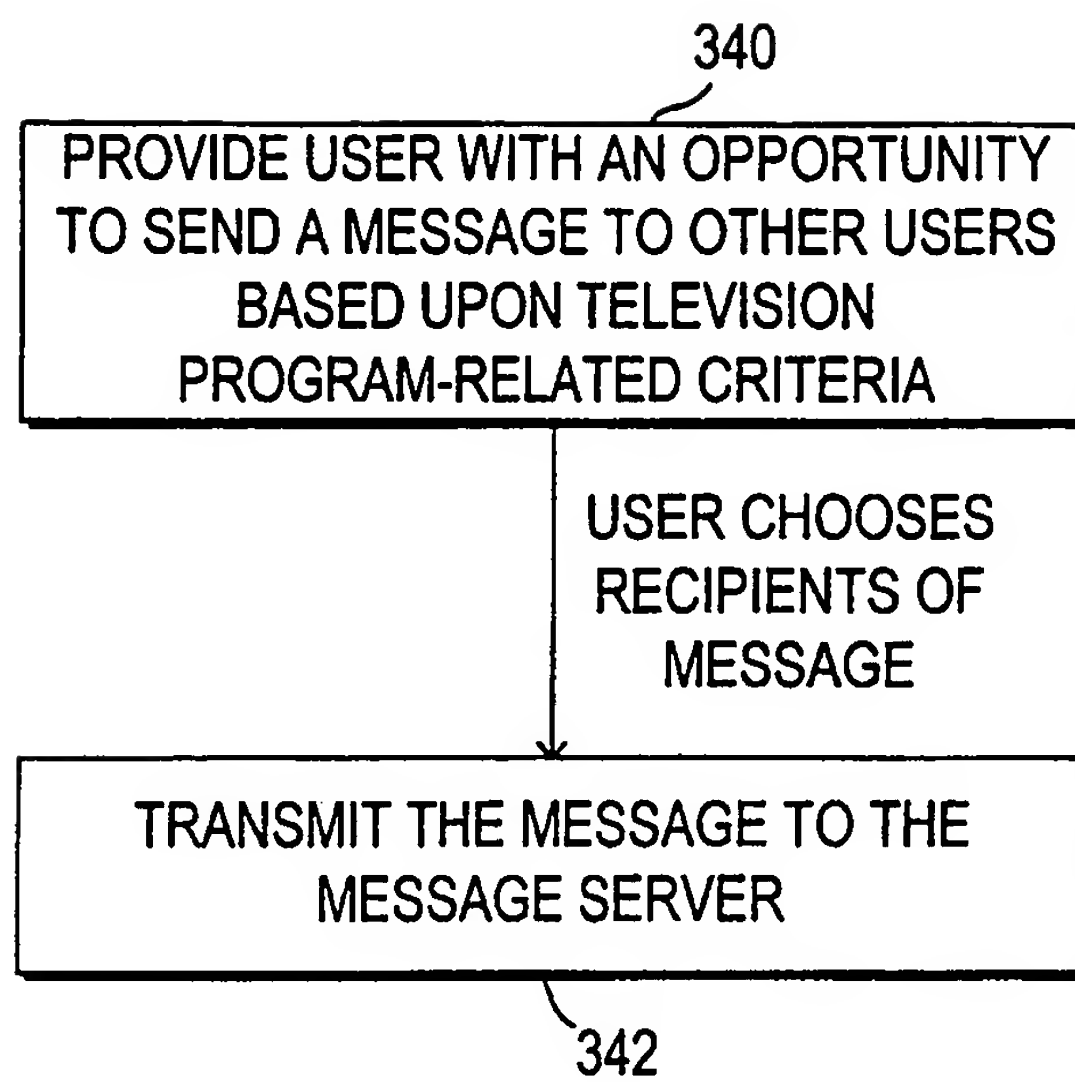 340
PROVIDE USER WITH AN OPPORTUNITY
TO SEND A MESSAGE TO OTHER USERS
BASED UPON TELEVISION
PROGRAM-RELATED CRITERIA
USER CHOOSES
RECIPIENTS OF
MESSAGE
TRANSMIT THE MESSAGE TO THE
MESSAGE SERVER
342